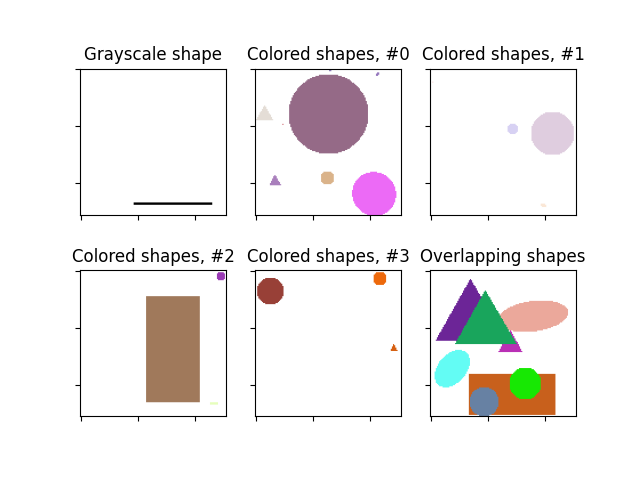 Grayscale shape
Colored shapes, #0
Colored shapes, #1
Colored shapes, #2
Colored shapes, #3
Overlapping shapes